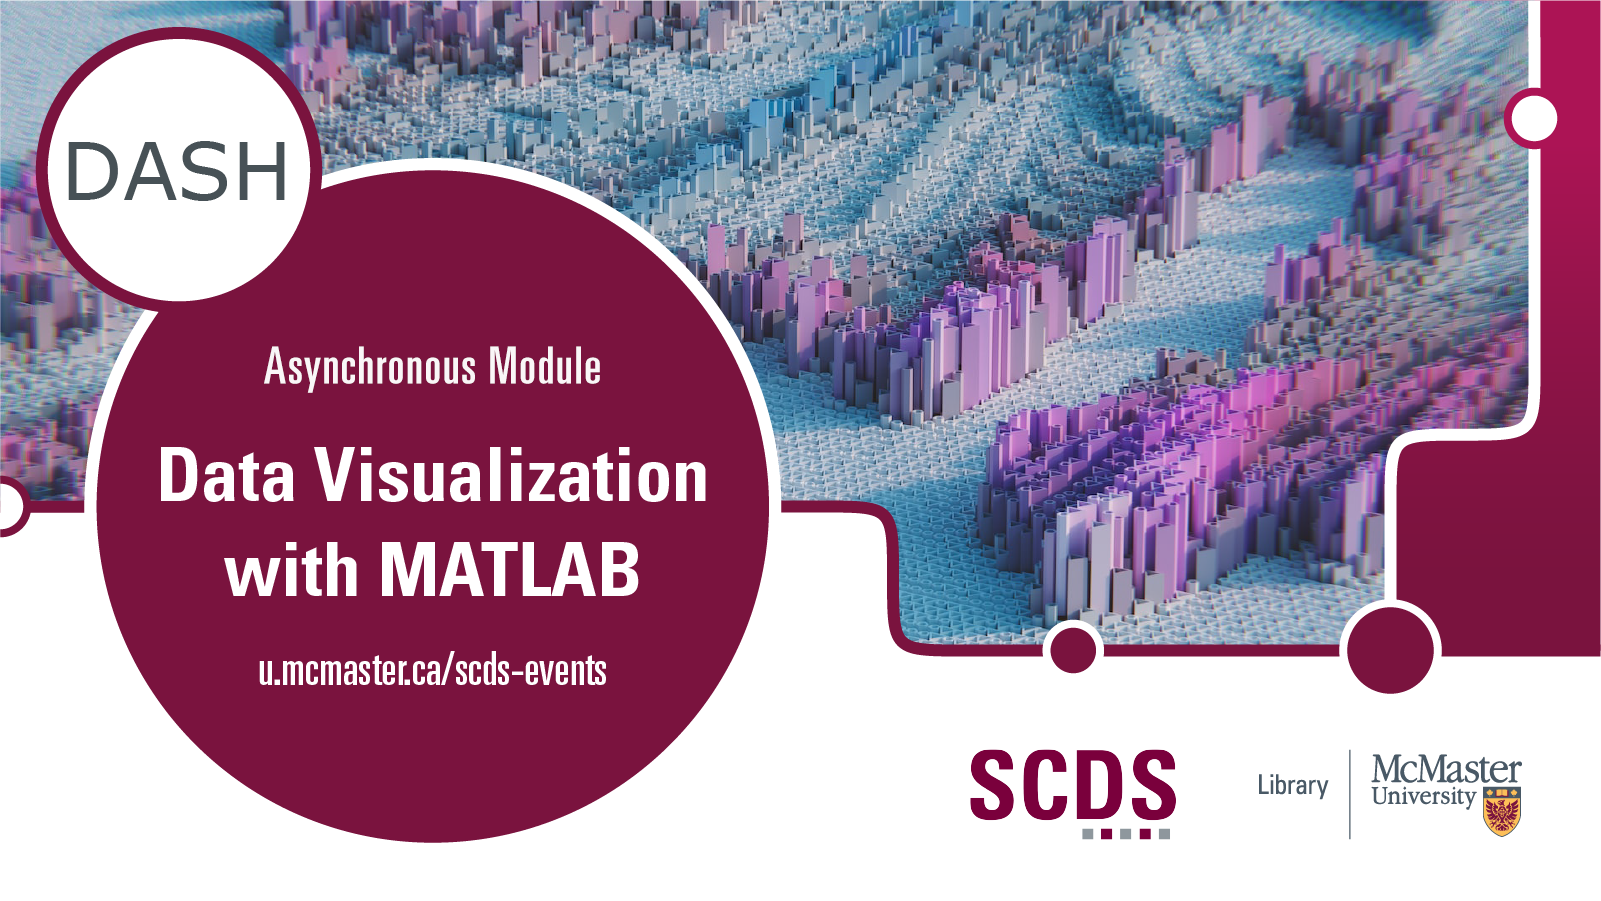 DASH
Asynchronous Module
Data Visualization
with MATLAB
u.mcmaster.ca/scds-events
SCDS
Library
McMaster
University